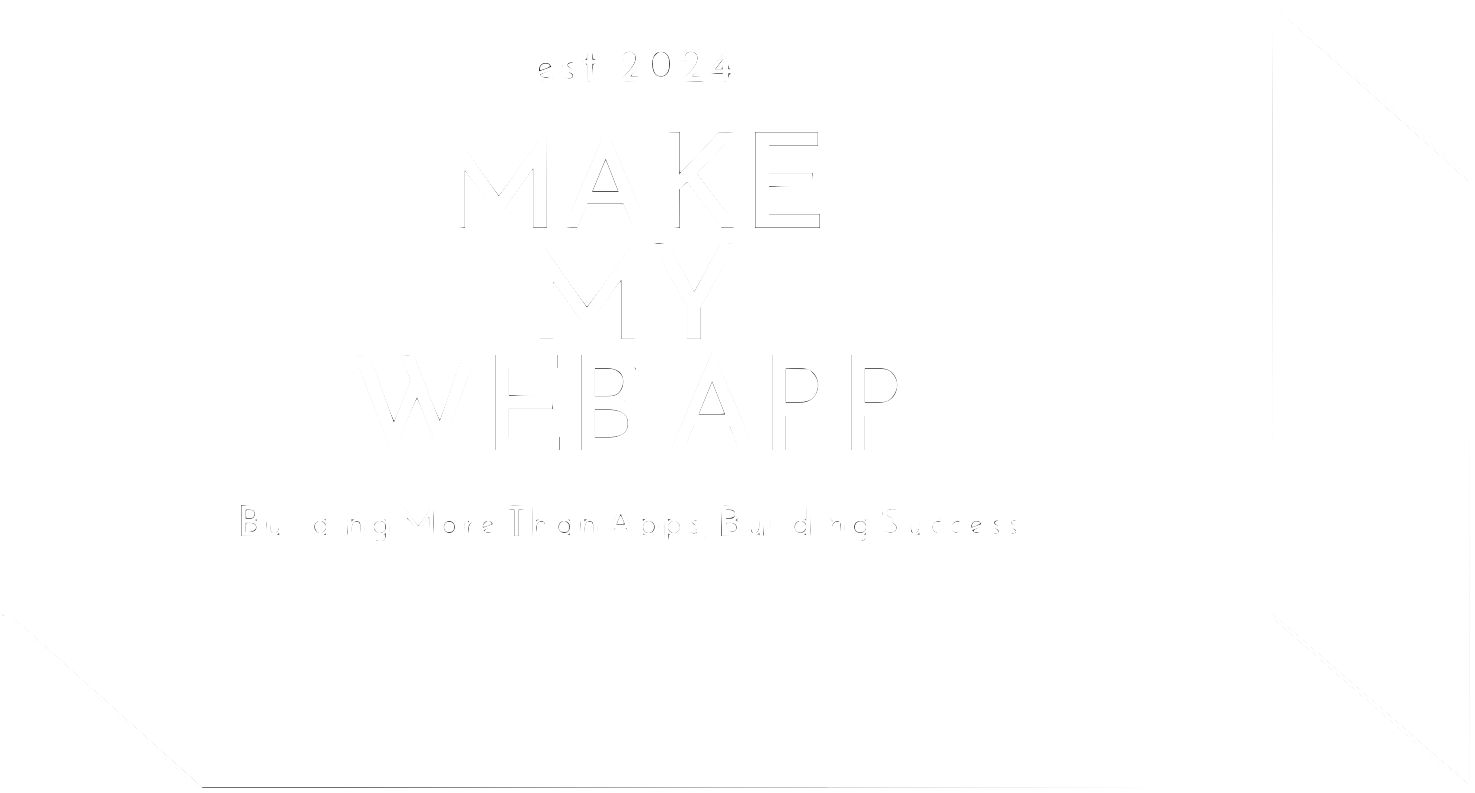 est 2024
MAKE
MY
WEB APP
Building More Than Apps, Building Success